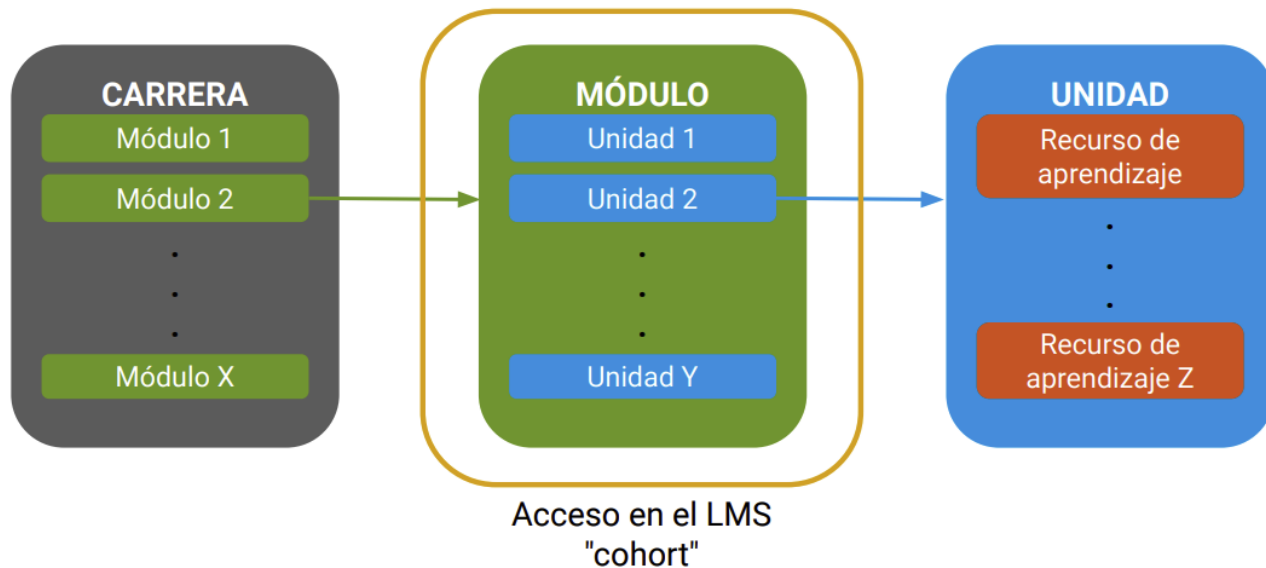 CARRERA
Módulo 1
Módulo 2
.
.
.
Módulo X
MÓDULO
Unidad 1
Unidad 2
.
.
.
Unidad Y
UNIDAD
Recurso de
aprendizaje
.
.
.
Recurso de
aprendizaje Z
Acceso en el LMS
"cohort"